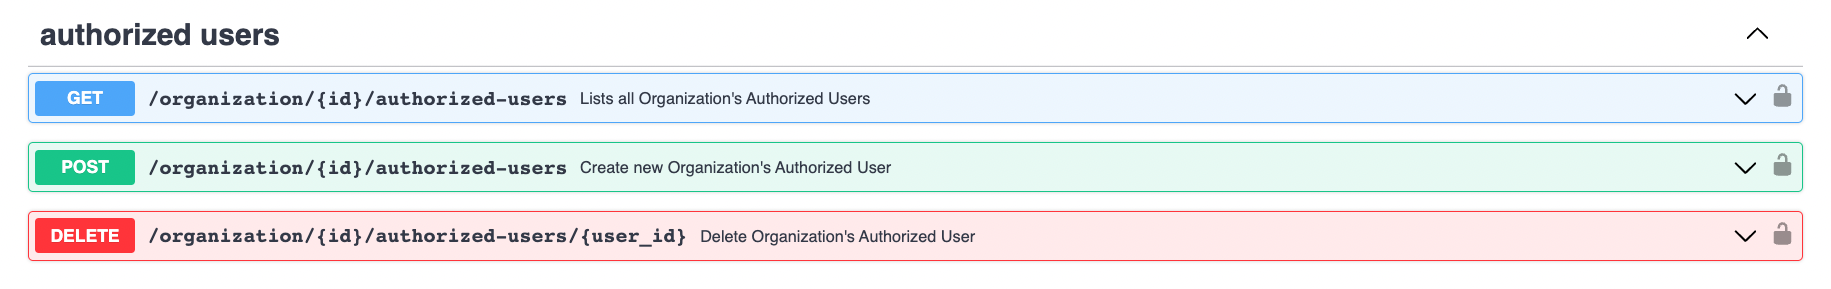 authorized users
GET /organization/{id}/authorized-users Lists all Organization's Authorized Users
POST /organization/{id}/authorized-users Create new Organization's Authorized User
DELETE /organization/{id}/authorized-users/{user_id} Delete Organization's Authorized User